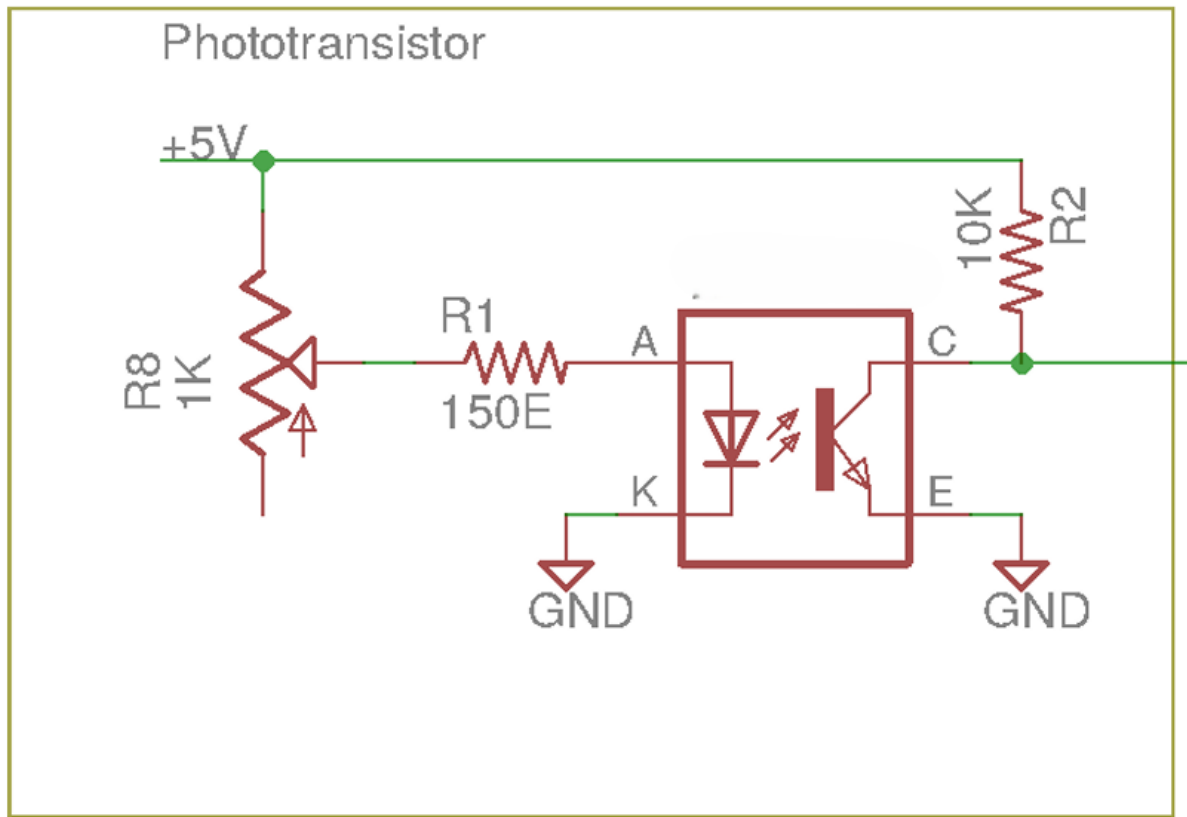 Phototransistor
+5V
10K
R2
R1
A
C
R8
1K
150E
K
E
GND
GND